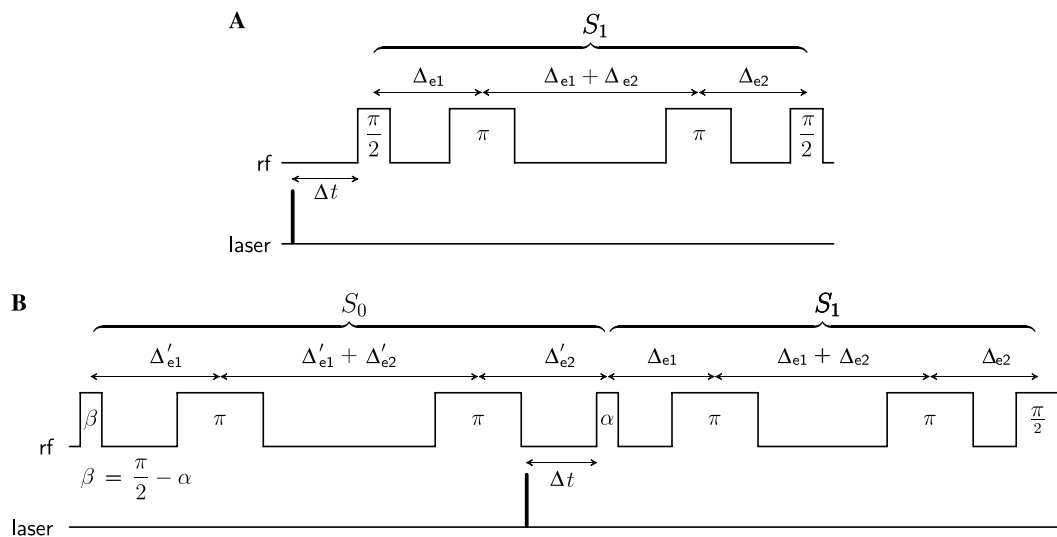 A
S₁
Δe1 Δe1 + Δe2 Δe2
π/2 π π π/2
rf
Δt
laser
B
S₀ S₁
Δ′e1 Δ′e1 + Δ′e2 Δ′e2 Δe1 Δe1 + Δe2 Δe2
β π π α π π π/2
rf
β = π/2 − α Δt
laser